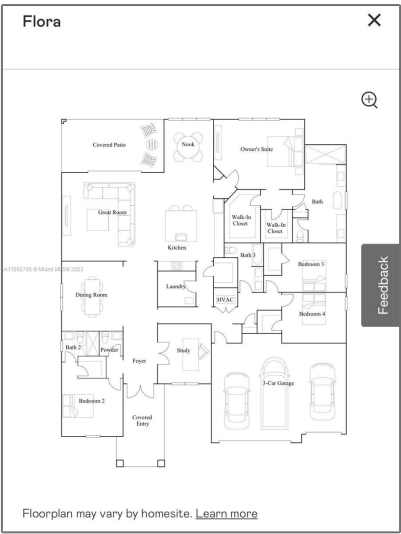 Flora
Covered Patio
Nook
Owner's Suite
Great Room
Bath
Walk-In
Closet
Walk-In
Closet
Kitchen
Bath 3
Bedroom 3
Laundry
HVAC
Dining Room
Bedroom 4
Bath 2
Powder
Foyer
Study
3-Car Garage
Bedroom 2
Covered
Entry
Feedback
Floorplan may vary by homesite. Learn more